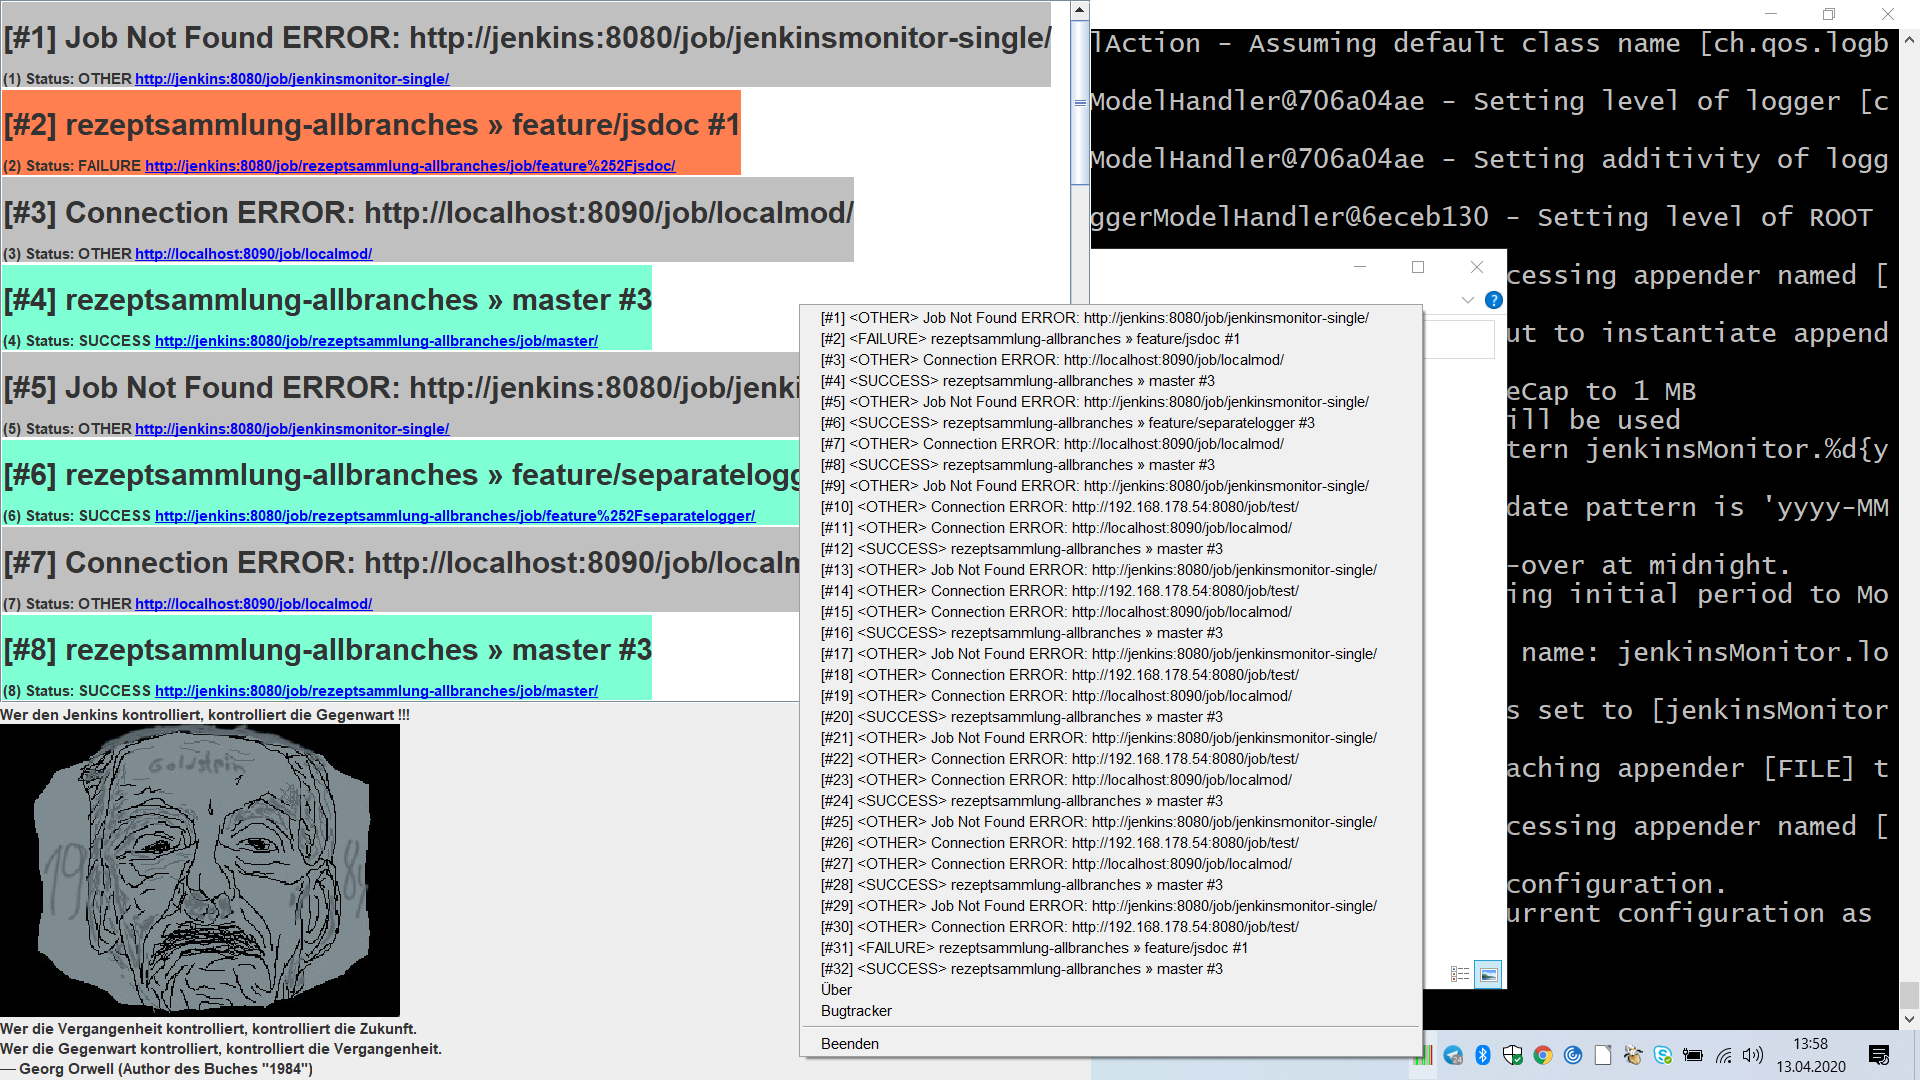 [#1] Job Not Found ERROR: http://jenkins:8080/job/jenkinsmonitor-single/
(1) Status: OTHER http://jenkins:8080/job/jenkinsmonitor-single/
[#2] rezeptsammlung-allbranches » feature/jsdoc #1
(2) Status: FAILURE http://jenkins:8080/job/rezeptsammlung-allbranches/job/feature%252Fjsdoc/
[#3] Connection ERROR: http://localhost:8090/job/localmod/
(3) Status: OTHER http://localhost:8090/job/localmod/
[#4] rezeptsammlung-allbranches » master #3
(4) Status: SUCCESS http://jenkins:8080/job/rezeptsammlung-allbranches/job/master/
[#5] Job Not Found ERROR: http://jenkins:8080/job/jenki
(5) Status: OTHER http://jenkins:8080/job/jenkinsmonitor-single/
[#6] rezeptsammlung-allbranches » feature/separatelogg
(6) Status: SUCCESS http://jenkins:8080/job/rezeptsammlung-allbranches/job/feature%252Fseparatelogger/
[#7] Connection ERROR: http://localhost:8090/job/localm
(7) Status: OTHER http://localhost:8090/job/localmod/
[#8] rezeptsammlung-allbranches » master #3
(8) Status: SUCCESS http://jenkins:8080/job/rezeptsammlung-allbranches/job/master/
Wer den Jenkins kontrolliert, kontrolliert die Gegenwart !!!
Goldstein
19 84
Wer die Vergangenheit kontrolliert, kontrolliert die Zukunft.
Wer die Gegenwart kontrolliert, kontrolliert die Vergangenheit.
— Georg Orwell (Author des Buches "1984")
[#1] <OTHER> Job Not Found ERROR: http://jenkins:8080/job/jenkinsmonitor-single/
[#2] <FAILURE> rezeptsammlung-allbranches » feature/jsdoc #1
[#3] <OTHER> Connection ERROR: http://localhost:8090/job/localmod/
[#4] <SUCCESS> rezeptsammlung-allbranches » master #3
[#5] <OTHER> Job Not Found ERROR: http://jenkins:8080/job/jenkinsmonitor-single/
[#6] <SUCCESS> rezeptsammlung-allbranches » feature/separatelogger #3
[#7] <OTHER> Connection ERROR: http://localhost:8090/job/localmod/
[#8] <SUCCESS> rezeptsammlung-allbranches » master #3
[#9] <OTHER> Job Not Found ERROR: http://jenkins:8080/job/jenkinsmonitor-single/
[#10] <OTHER> Connection ERROR: http://192.168.178.54:8080/job/test/
[#11] <OTHER> Connection ERROR: http://localhost:8090/job/localmod/
[#12] <SUCCESS> rezeptsammlung-allbranches » master #3
[#13] <OTHER> Job Not Found ERROR: http://jenkins:8080/job/jenkinsmonitor-single/
[#14] <OTHER> Connection ERROR: http://192.168.178.54:8080/job/test/
[#15] <OTHER> Connection ERROR: http://localhost:8090/job/localmod/
[#16] <SUCCESS> rezeptsammlung-allbranches » master #3
[#17] <OTHER> Job Not Found ERROR: http://jenkins:8080/job/jenkinsmonitor-single/
[#18] <OTHER> Connection ERROR: http://192.168.178.54:8080/job/test/
[#19] <OTHER> Connection ERROR: http://localhost:8090/job/localmod/
[#20] <SUCCESS> rezeptsammlung-allbranches » master #3
[#21] <OTHER> Job Not Found ERROR: http://jenkins:8080/job/jenkinsmonitor-single/
[#22] <OTHER> Connection ERROR: http://192.168.178.54:8080/job/test/
[#23] <OTHER> Connection ERROR: http://localhost:8090/job/localmod/
[#24] <SUCCESS> rezeptsammlung-allbranches » master #3
[#25] <OTHER> Job Not Found ERROR: http://jenkins:8080/job/jenkinsmonitor-single/
[#26] <OTHER> Connection ERROR: http://192.168.178.54:8080/job/test/
[#27] <OTHER> Connection ERROR: http://localhost:8090/job/localmod/
[#28] <SUCCESS> rezeptsammlung-allbranches » master #3
[#29] <OTHER> Job Not Found ERROR: http://jenkins:8080/job/jenkinsmonitor-single/
[#30] <OTHER> Connection ERROR: http://192.168.178.54:8080/job/test/
[#31] <FAILURE> rezeptsammlung-allbranches » feature/jsdoc #1
[#32] <SUCCESS> rezeptsammlung-allbranches » master #3
Über
Bugtracker
Beenden
lAction - Assuming default class name [ch.qos.logb
ModelHandler@706a04ae - Setting level of logger [c
ModelHandler@706a04ae - Setting additivity of logg
ggerModelHandler@6eceb130 - Setting level of ROOT
cessing appender named [
ut to instantiate append
eCap to 1 MB
ill be used
tern jenkinsMonitor.%d{y
date pattern is 'yyyy-MM
-over at midnight.
ing initial period to Mo
name: jenkinsMonitor.lo
s set to [jenkinsMonitor
aching appender [FILE] t
cessing appender named [
configuration.
urrent configuration as
24
13:58
13.04.2020